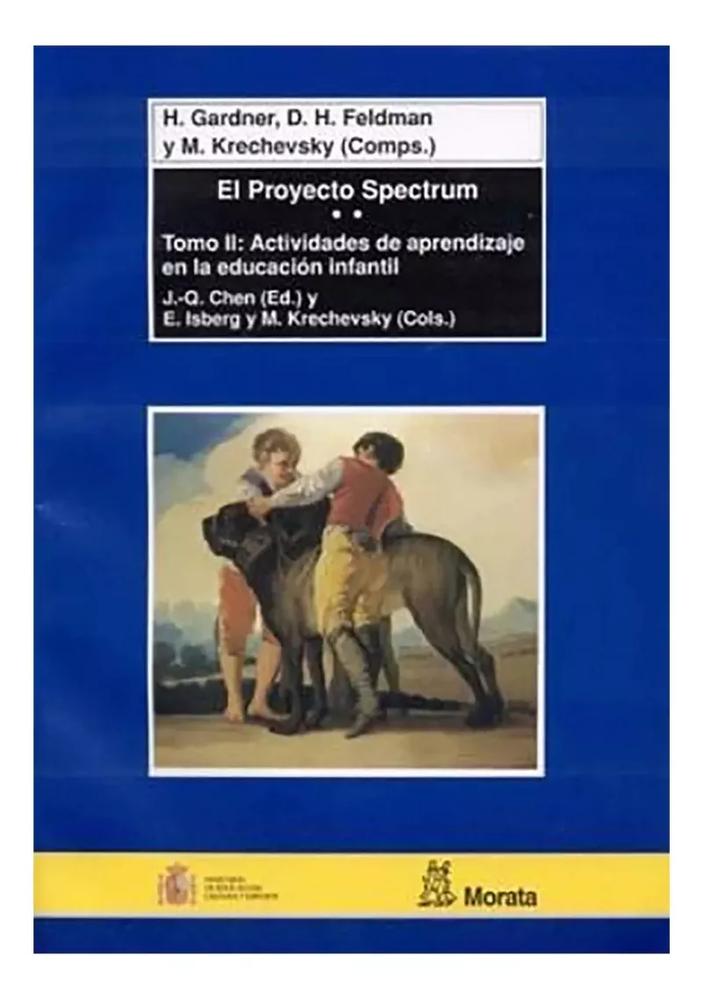 H. Gardner, D. H. Feldman
y M. Krechevsky (Comps.)
El Proyecto Spectrum
• •
Tomo II: Actividades de aprendizaje
en la educación infantil
J.-Q. Chen (Ed.) y
E. Isberg y M. Krechevsky (Cols.)
Morata